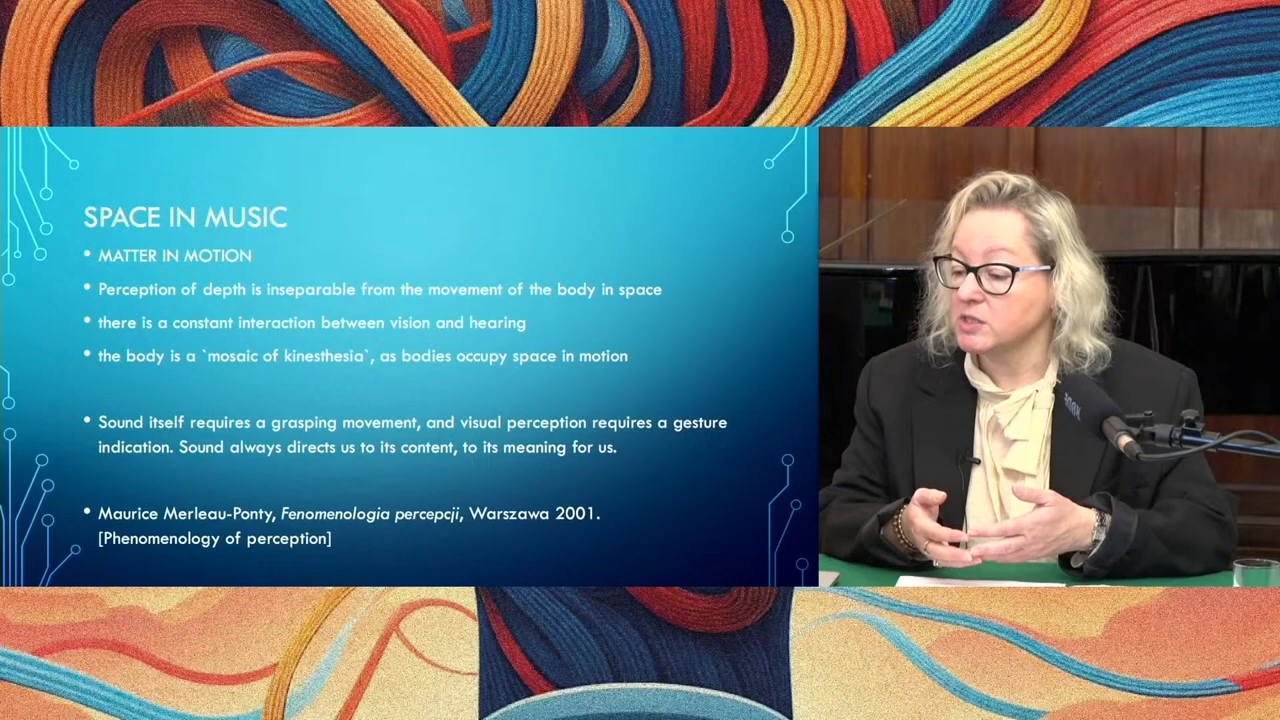 SPACE IN MUSIC
• MATTER IN MOTION
• Perception of depth is inseparable from the movement of the body in space
• there is a constant interaction between vision and hearing
• the body is a `mosaic of kinesthesia`, as bodies occupy space in motion
• Sound itself requires a grasping movement, and visual perception requires a gesture
indication. Sound always directs us to its content, to its meaning for us.
• Maurice Merleau-Ponty, Fenomenologia percepcji, Warszawa 2001.
[Phenomenology of perception]